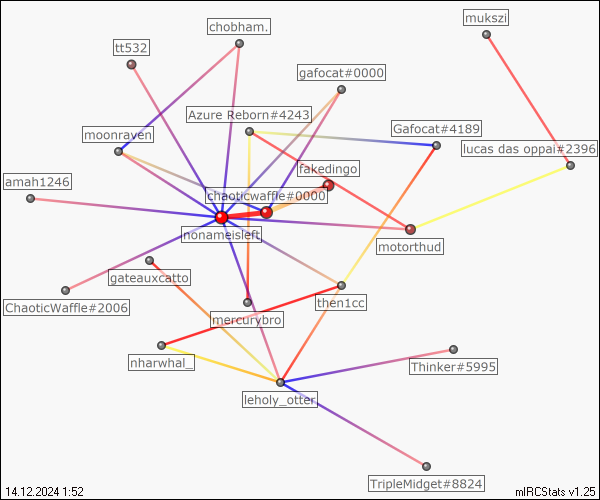 mukszi
chobham.
tt532
gafocat#0000
Azure Reborn#4243
Gafocat#4189
moonraven
lucas das oppai#2396
fakedingo
amah1246
chaoticwaffle#0000
nonameisleft
motorthud
gateauxcatto
ChaoticWaffle#2006
then1cc
mercurybro
nharwhal_
Thinker#5995
leholy_otter
TripleMidget#8824
14.12.2024 1:52
mIRCStats v1.25